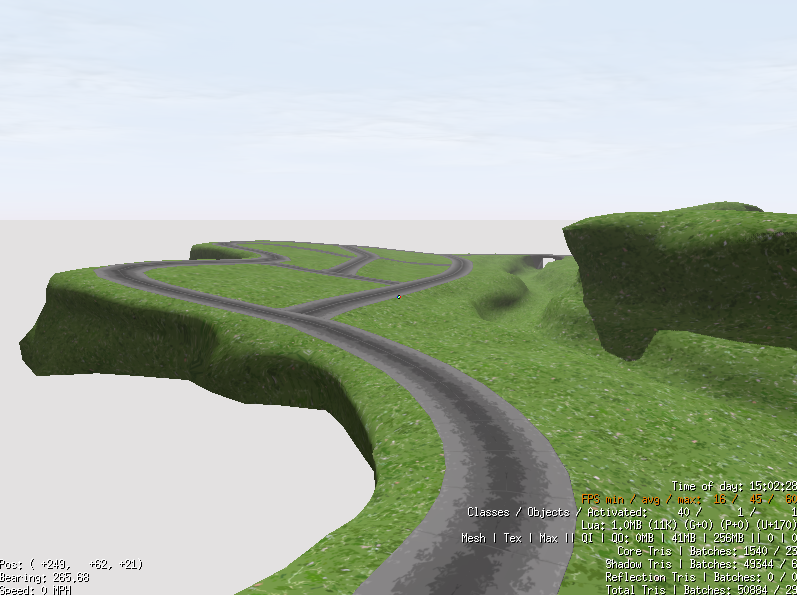 Time of day: 15:02:28
FPS min / avg / max: 16 / 45 / 60
Classes / Objects / Activated: 40 / 1 / 1
Lua: 1.0MB (11K) (G+0) (P+0) (U+170)
Mesh | Tex | Max || QI | QO: 0MB | 41MB | 256MB || 0 | 0
Core Tris | Batches: 1540 / 23
Shadow Tris | Batches: 49344 / 6
Reflection Tris | Batches: 0 / 0
Total Tris | Batches: 50884 / 29
Pos: ( +243, +62, +21)
Bearing: 265.68
Speed: 0 MPH